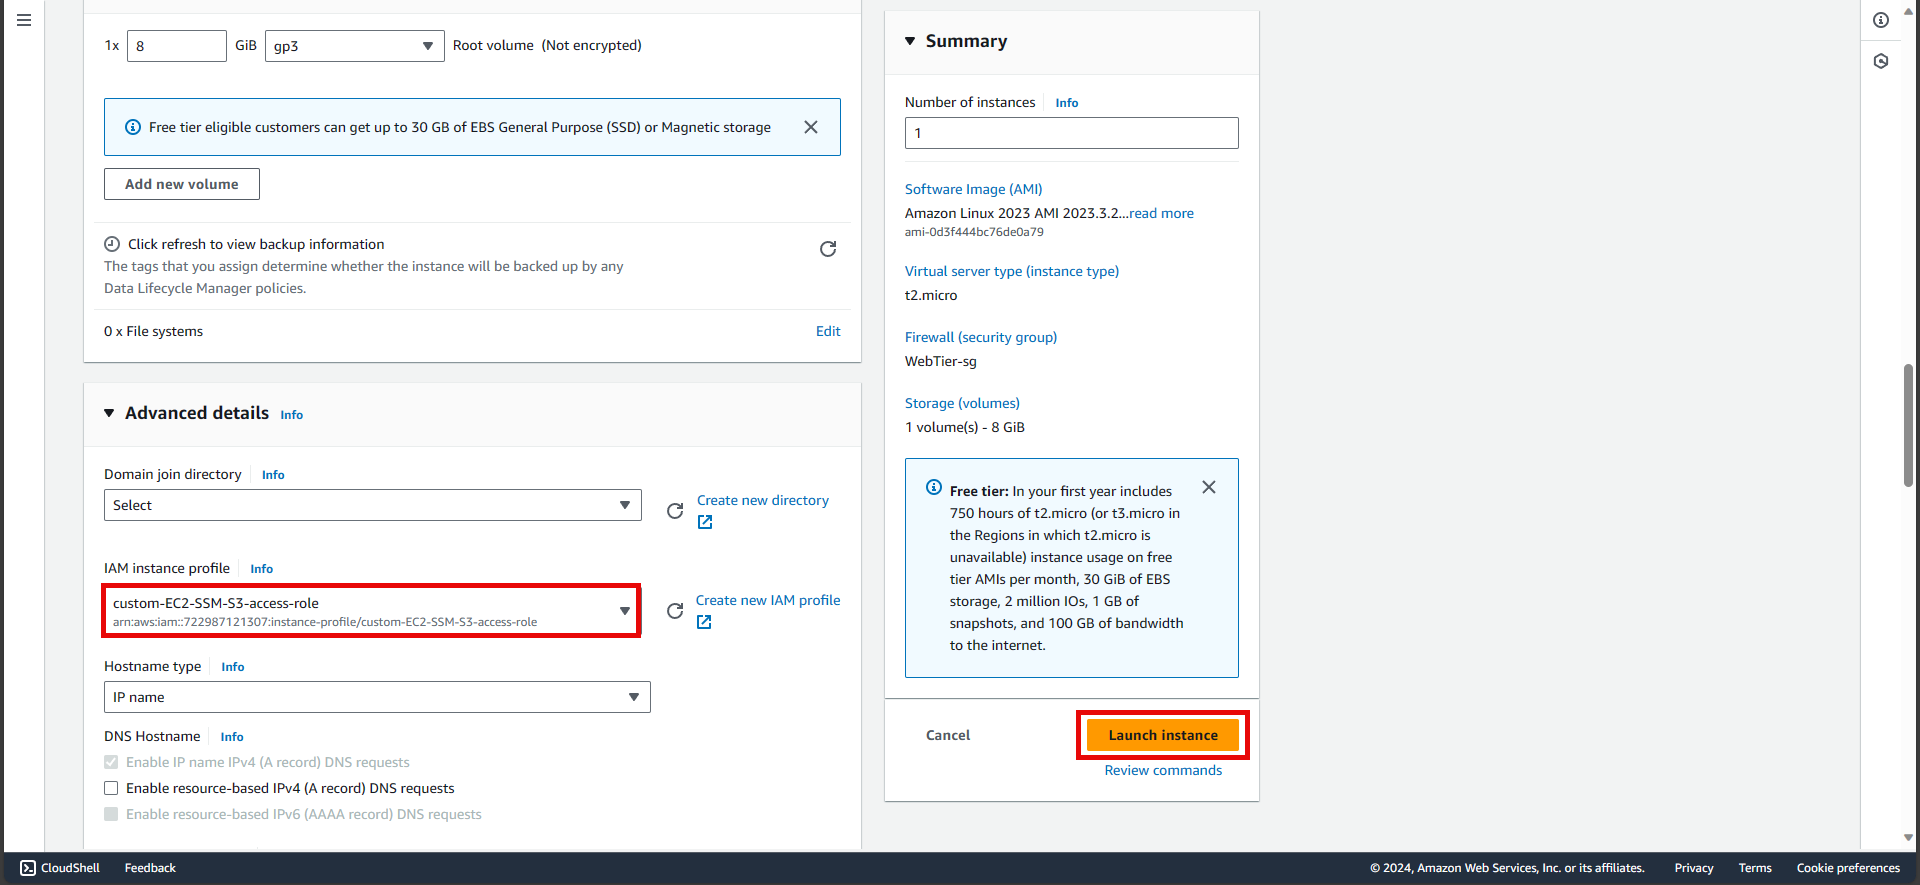 1x 8 GiB gp3 Root volume (Not encrypted)
Free tier eligible customers can get up to 30 GB of EBS General Purpose (SSD) or Magnetic storage
Add new volume
Click refresh to view backup information
The tags that you assign determine whether the instance will be backed up by any
Data Lifecycle Manager policies.
0 x File systems Edit
Advanced details Info
Domain join directory Info
Select
Create new directory
IAM instance profile Info
custom-EC2-SSM-S3-access-role
arn:aws:iam::722987121307:instance-profile/custom-EC2-SSM-S3-access-role
Create new IAM profile
Hostname type Info
IP name
DNS Hostname Info
Enable IP name IPv4 (A record) DNS requests
Enable resource-based IPv4 (A record) DNS requests
Enable resource-based IPv6 (AAAA record) DNS requests
Summary
Number of instances Info
1
Software Image (AMI)
Amazon Linux 2023 AMI 2023.3.2...read more
ami-0d3f444bc76de0a79
Virtual server type (instance type)
t2.micro
Firewall (security group)
WebTier-sg
Storage (volumes)
1 volume(s) - 8 GiB
Free tier: In your first year includes
750 hours of t2.micro (or t3.micro in
the Regions in which t2.micro is
unavailable) instance usage on free
tier AMIs per month, 30 GiB of EBS
storage, 2 million IOs, 1 GB of
snapshots, and 100 GB of bandwidth
to the internet.
Cancel Launch instance
Review commands
CloudShell Feedback © 2024, Amazon Web Services, Inc. or its affiliates. Privacy Terms Cookie preferences